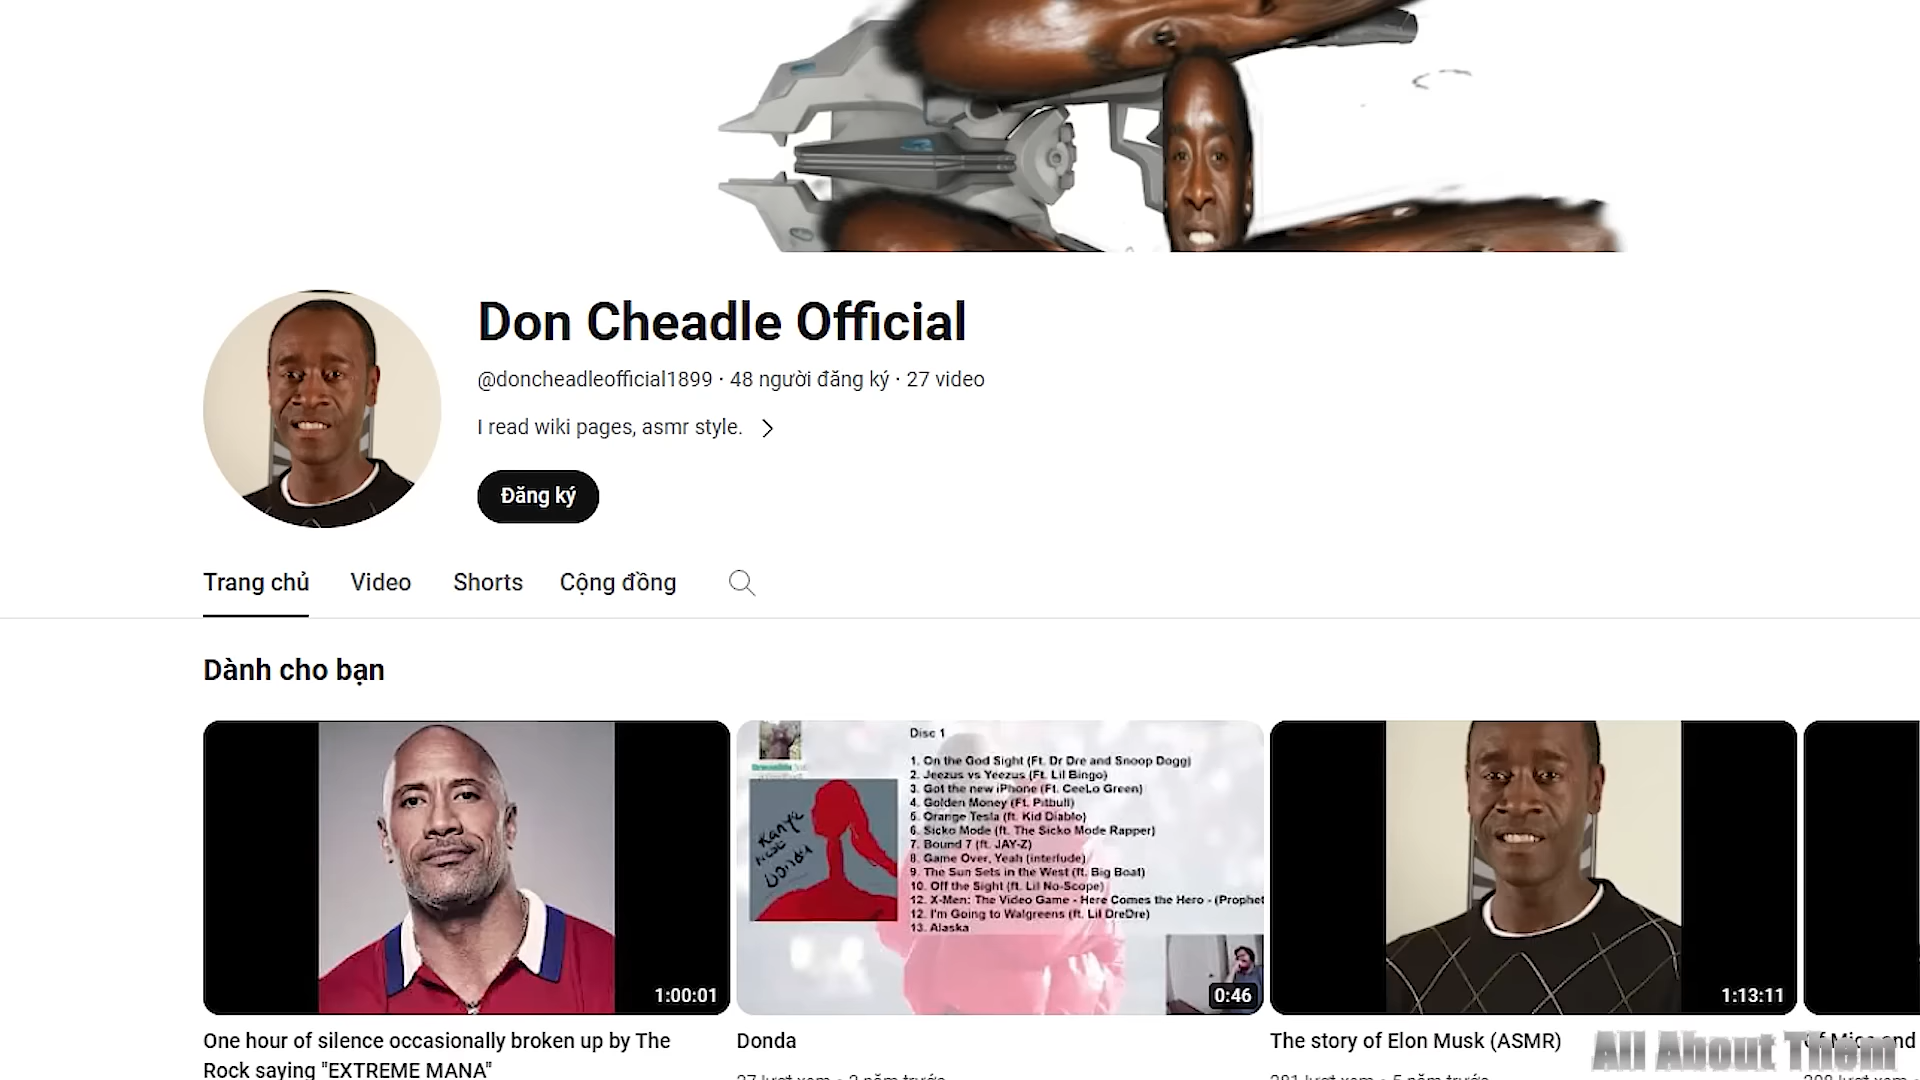 Don Cheadle Official
@doncheadleofficial1899 · 48 người đăng ký · 27 video
I read wiki pages, asmr style.
Đăng ký
Trang chủ
Video
Shorts
Cộng đồng
Dành cho bạn
1:00:01
One hour of silence occasionally broken up by The
Rock saying "EXTREME MANA"
Kanye
West
Donda
Disc 1
1. On the God Sight (Ft. Dr Dre and Snoop Dogg)
2. Jeezus vs Yeezus (Ft. Lil Bingo)
3. Got the new iPhone (Ft. CeeLo Green)
4. Golden Money (Ft. Pitbull)
5. Orange Tesla (ft. Kid Diablo)
6. Sicko Mode (ft. The Sicko Mode Rapper)
7. Bound 7 (ft. JAY-Z)
8. Game Over, Yeah (interlude)
9. The Sun Sets in the West (ft. Big Boat)
10. Off the Sight (ft. Lil No-Scope)
12. X-Men: The Video Game - Here Comes the Hero - (Prophet
12. I'm Going to Walgreens (ft. Lil DreDre)
13. Alaska
0:46
Donda
1:13:11
The story of Elon Musk (ASMR)
Of Mice and
All About Them